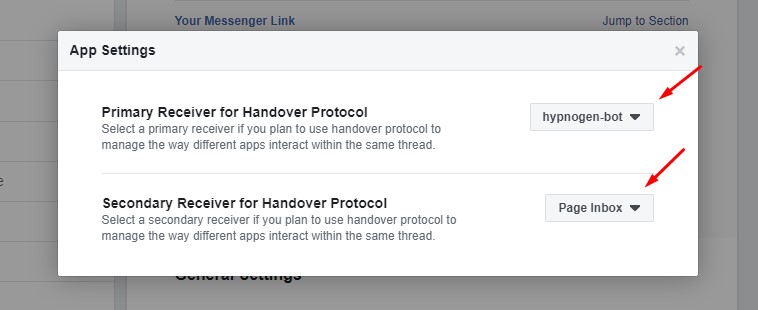 Your Messenger Link
Jump to Section
App Settings
×
Primary Receiver for Handover Protocol
Select a primary receiver if you plan to use handover protocol to
manage the way different apps interact within the same thread.
hypnogen-bot
Secondary Receiver for Handover Protocol
Select a secondary receiver if you plan to use handover protocol to
manage the way different apps interact within the same thread.
Page Inbox
General Settings